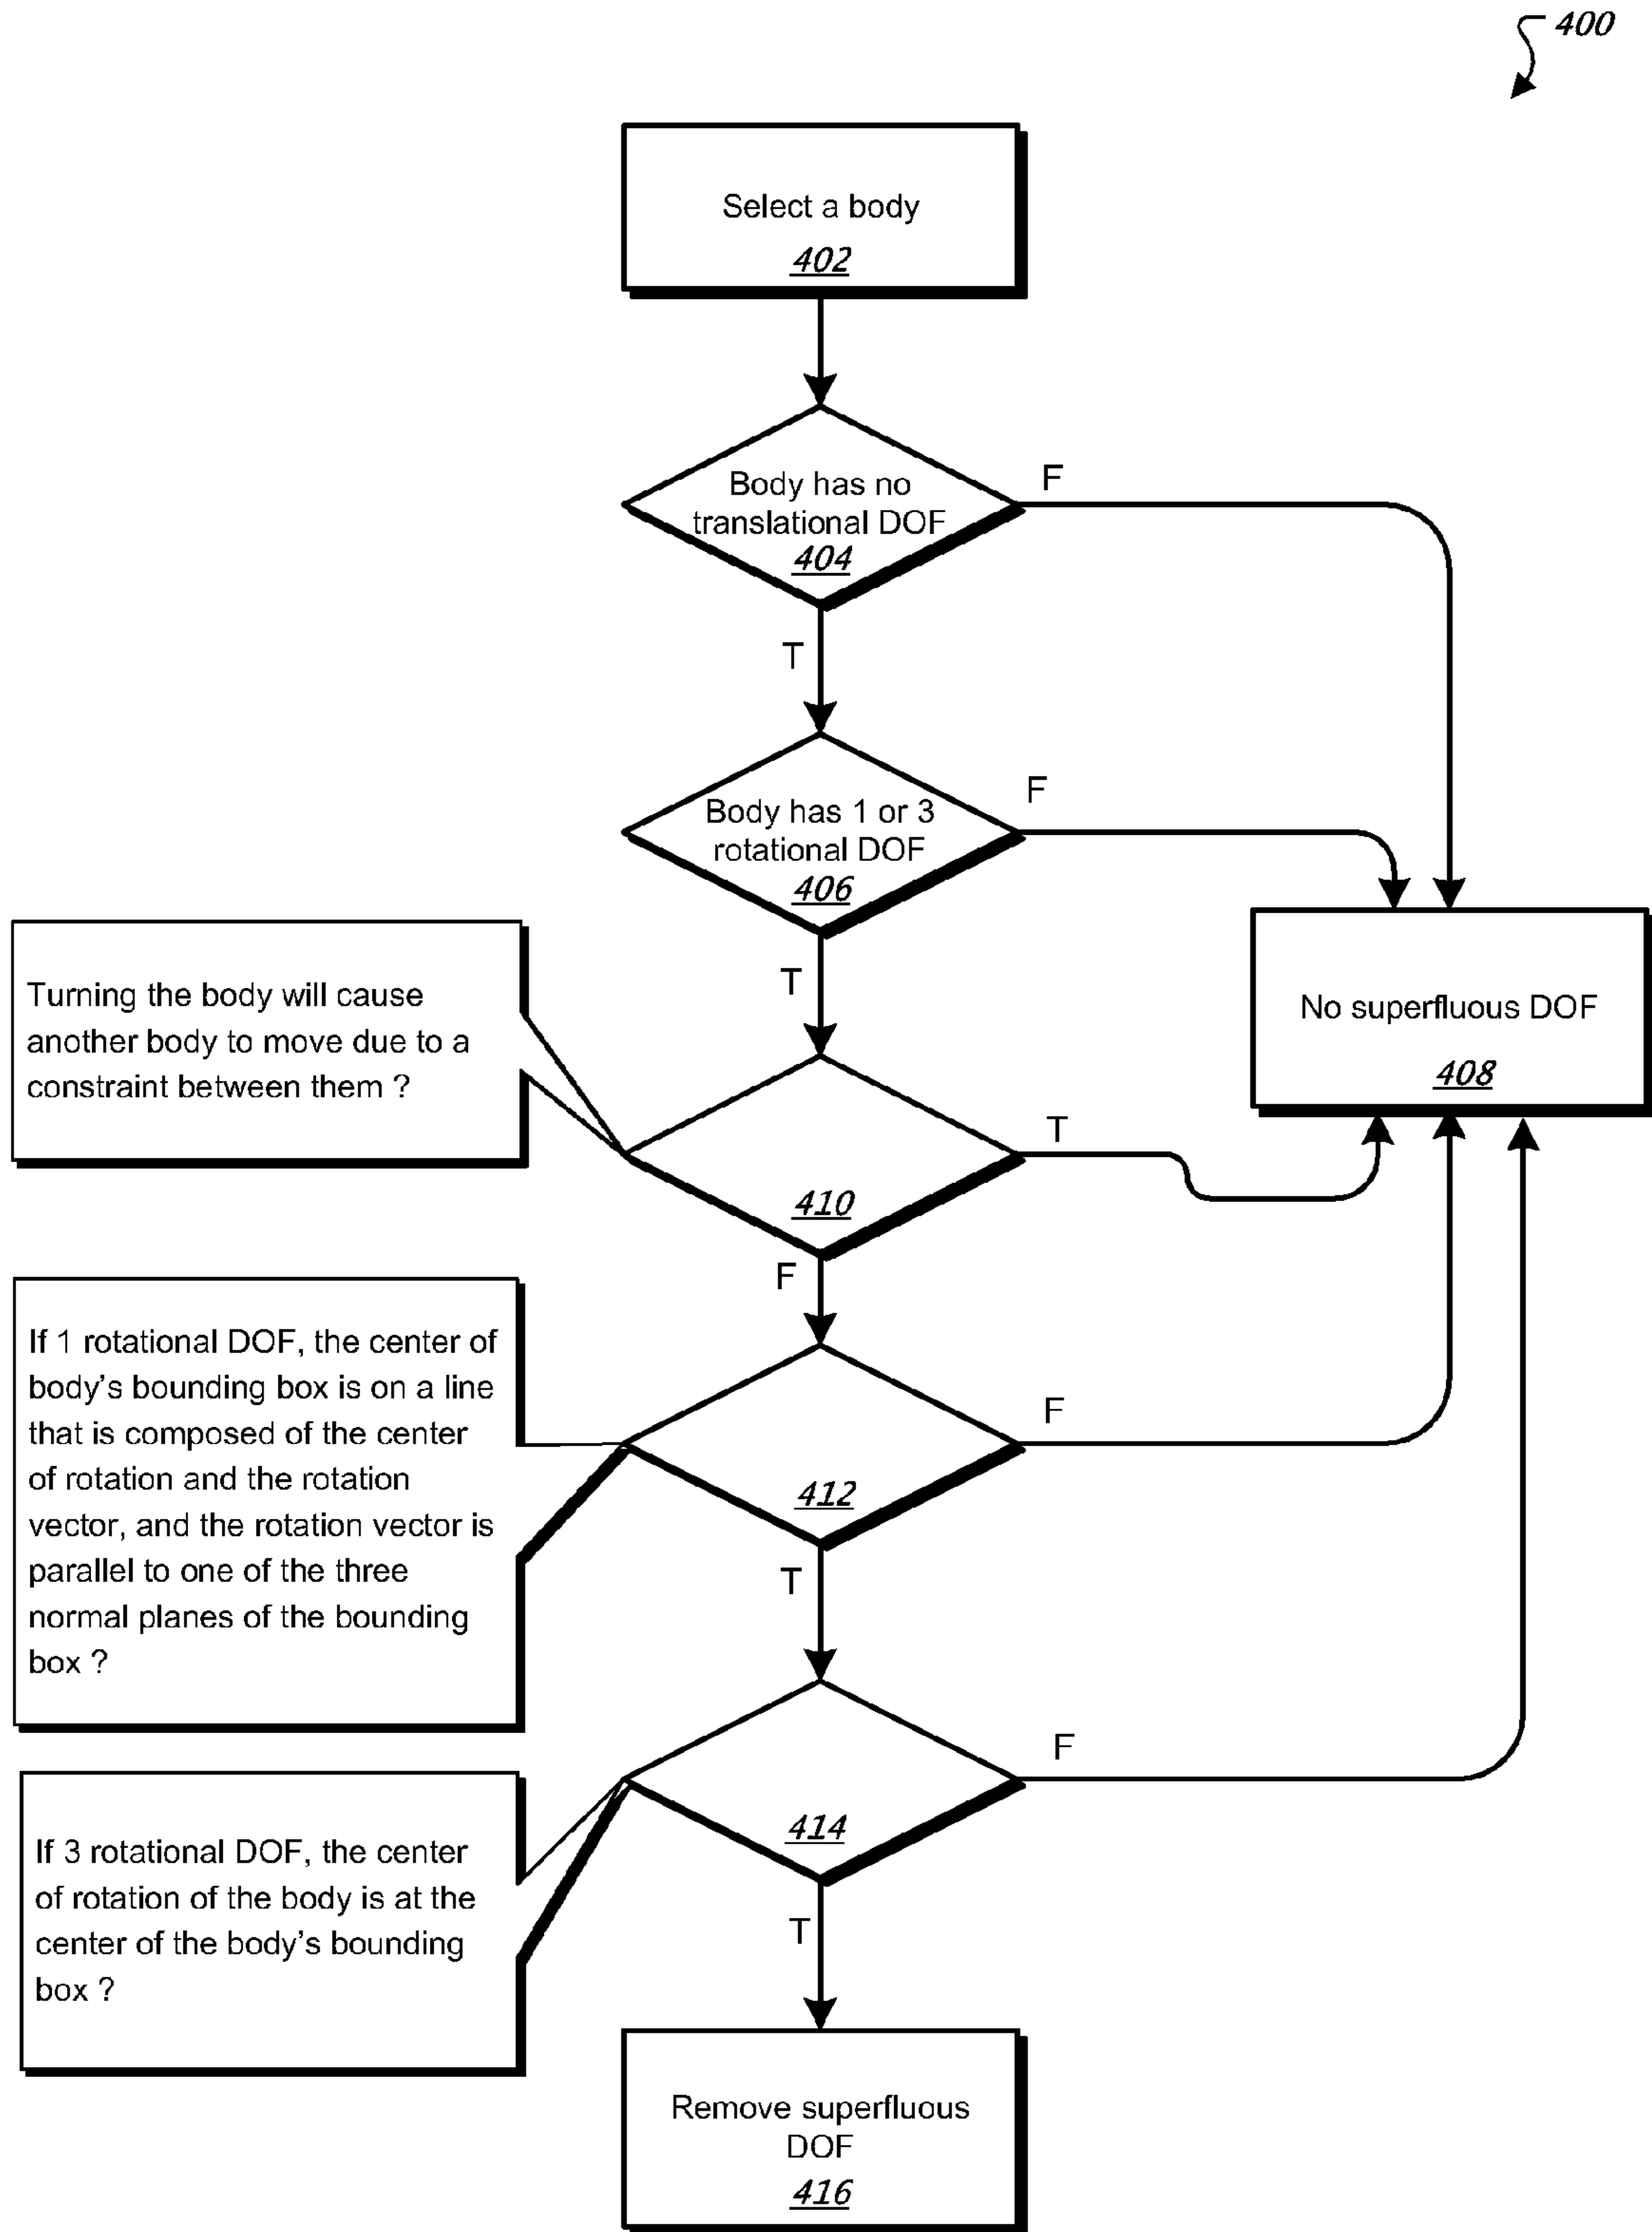 400
Select a body
402
Body has no
translational DOF
404
F
T
Body has 1 or 3
rotational DOF
406
F
T
No superfluous DOF
408
Turning the body will cause
another body to move due to a
constraint between them ?
410
T
F
If 1 rotational DOF, the center of
body's bounding box is on a line
that is composed of the center
of rotation and the rotation
vector, and the rotation vector is
parallel to one of the three
normal planes of the bounding
box ?
412
F
T
If 3 rotational DOF, the center
of rotation of the body is at the
center of the body's bounding
box ?
414
F
T
Remove superfluous
DOF
416